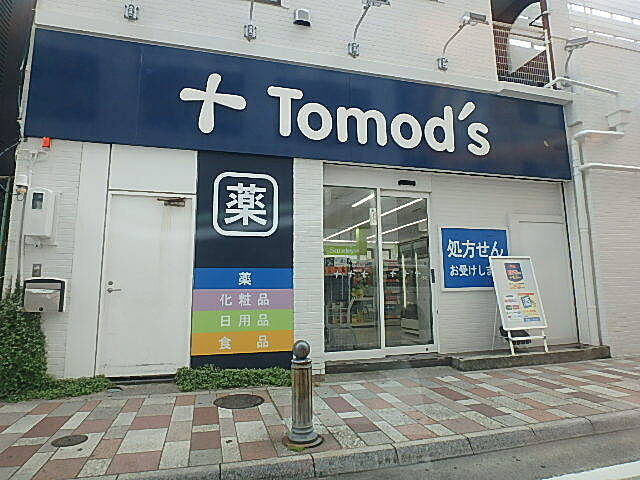 Tomod's
薬
薬
化粧品
日用品
食品
処方せん
お受けしま